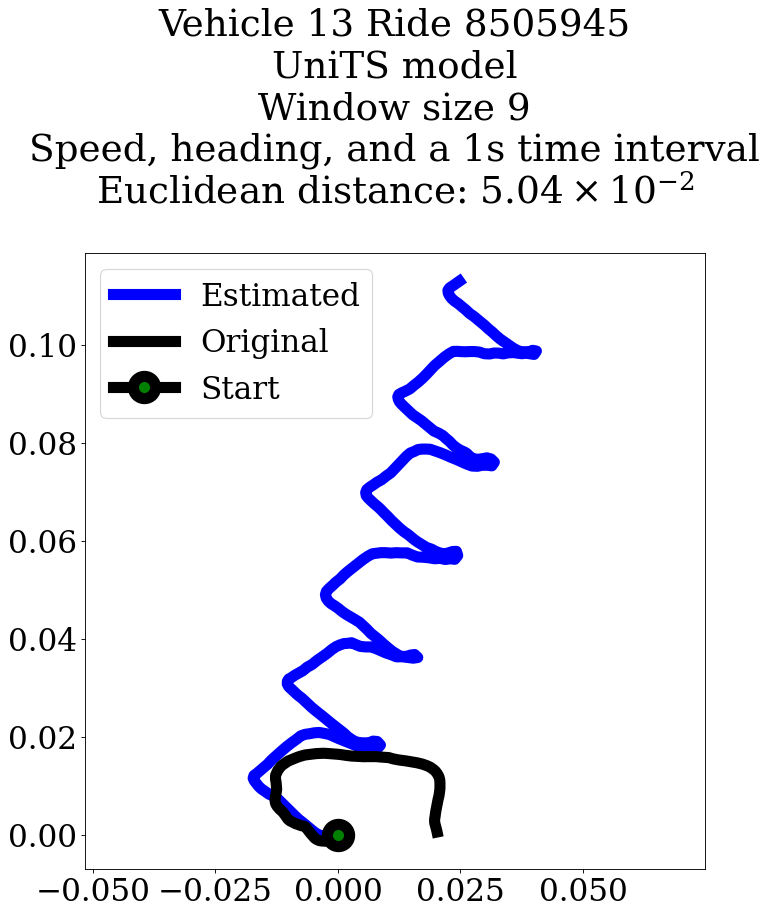 Vehicle 13 Ride 8505945
UniTS model
Window size 9
Speed, heading, and a 1s time interval
Euclidean distance: 5.04 × 10⁻²
Estimated
Original
Start
0.10
0.08
0.06
0.04
0.02
0.00
−0.050 −0.025 0.000 0.025 0.050